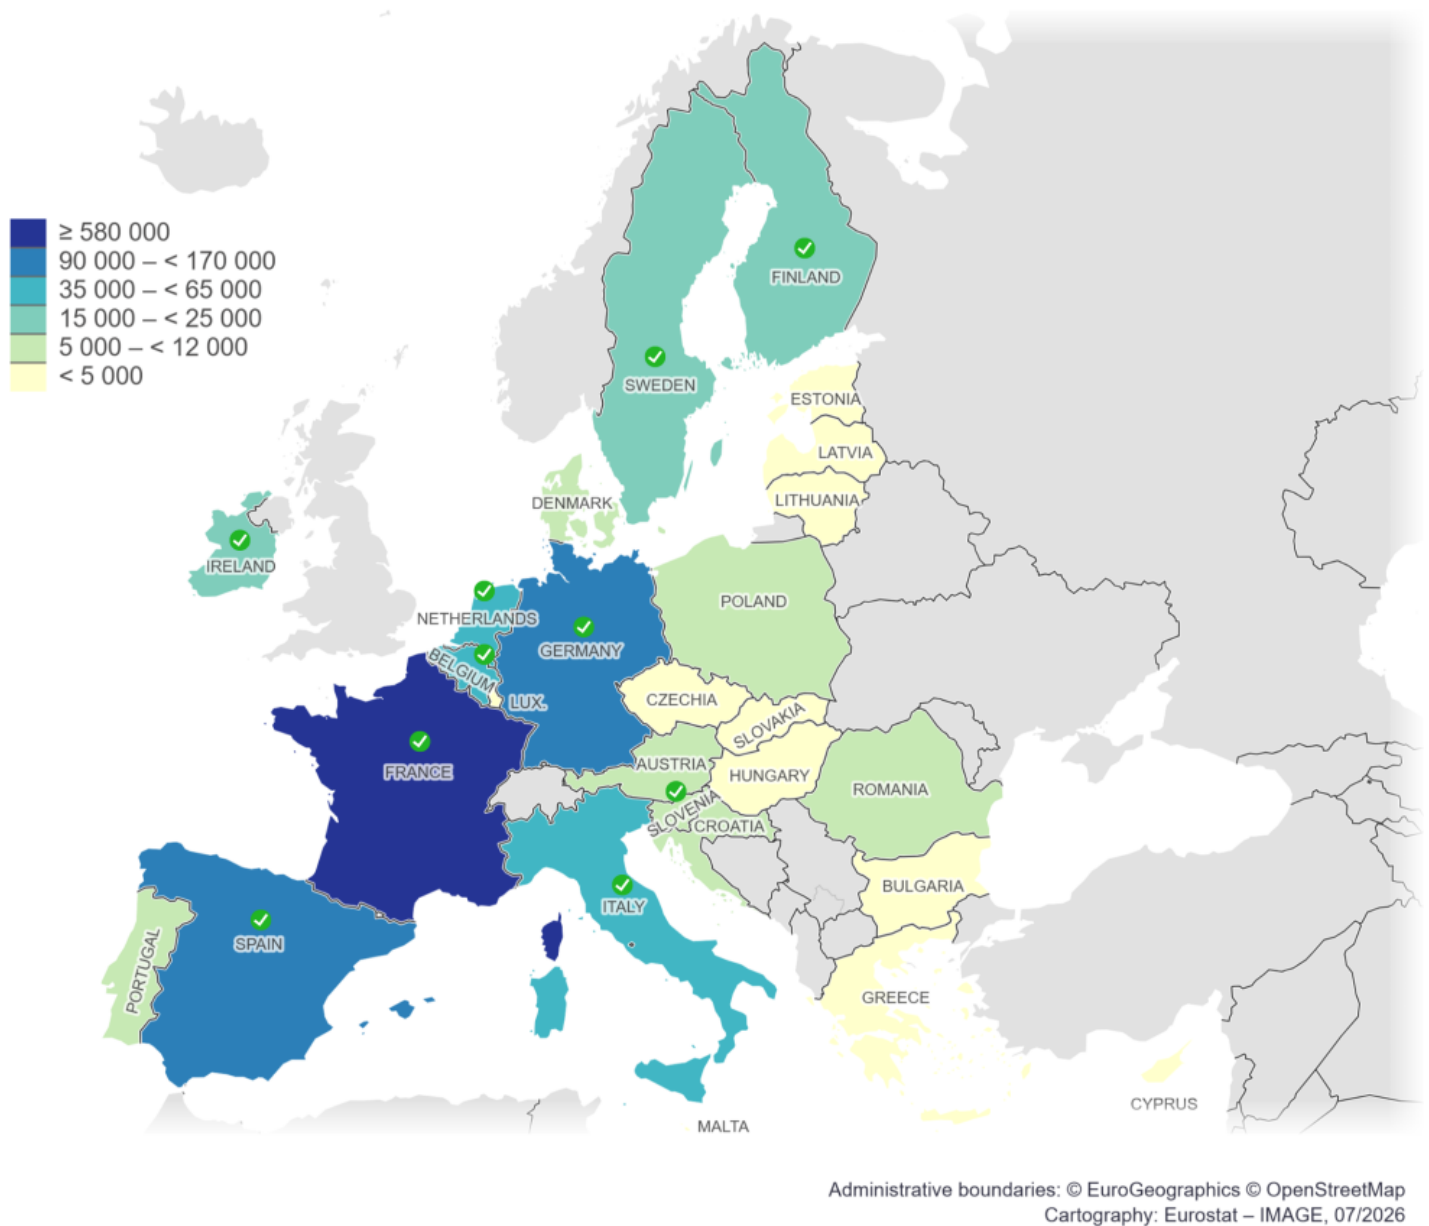 ≥ 580 000
90 000 – < 170 000
35 000 – < 65 000
15 000 – < 25 000
5 000 – < 12 000
< 5 000
FINLAND
SWEDEN
ESTONIA
LATVIA
LITHUANIA
DENMARK
IRELAND
NETHERLANDS
POLAND
GERMANY
BELGIUM
LUX.
CZECHIA
SLOVAKIA
FRANCE
AUSTRIA
HUNGARY
ROMANIA
SLOVENIA
CROATIA
BULGARIA
ITALY
SPAIN
PORTUGAL
GREECE
CYPRUS
MALTA
Administrative boundaries: © EuroGeographics © OpenStreetMap
Cartography: Eurostat – IMAGE, 07/2026